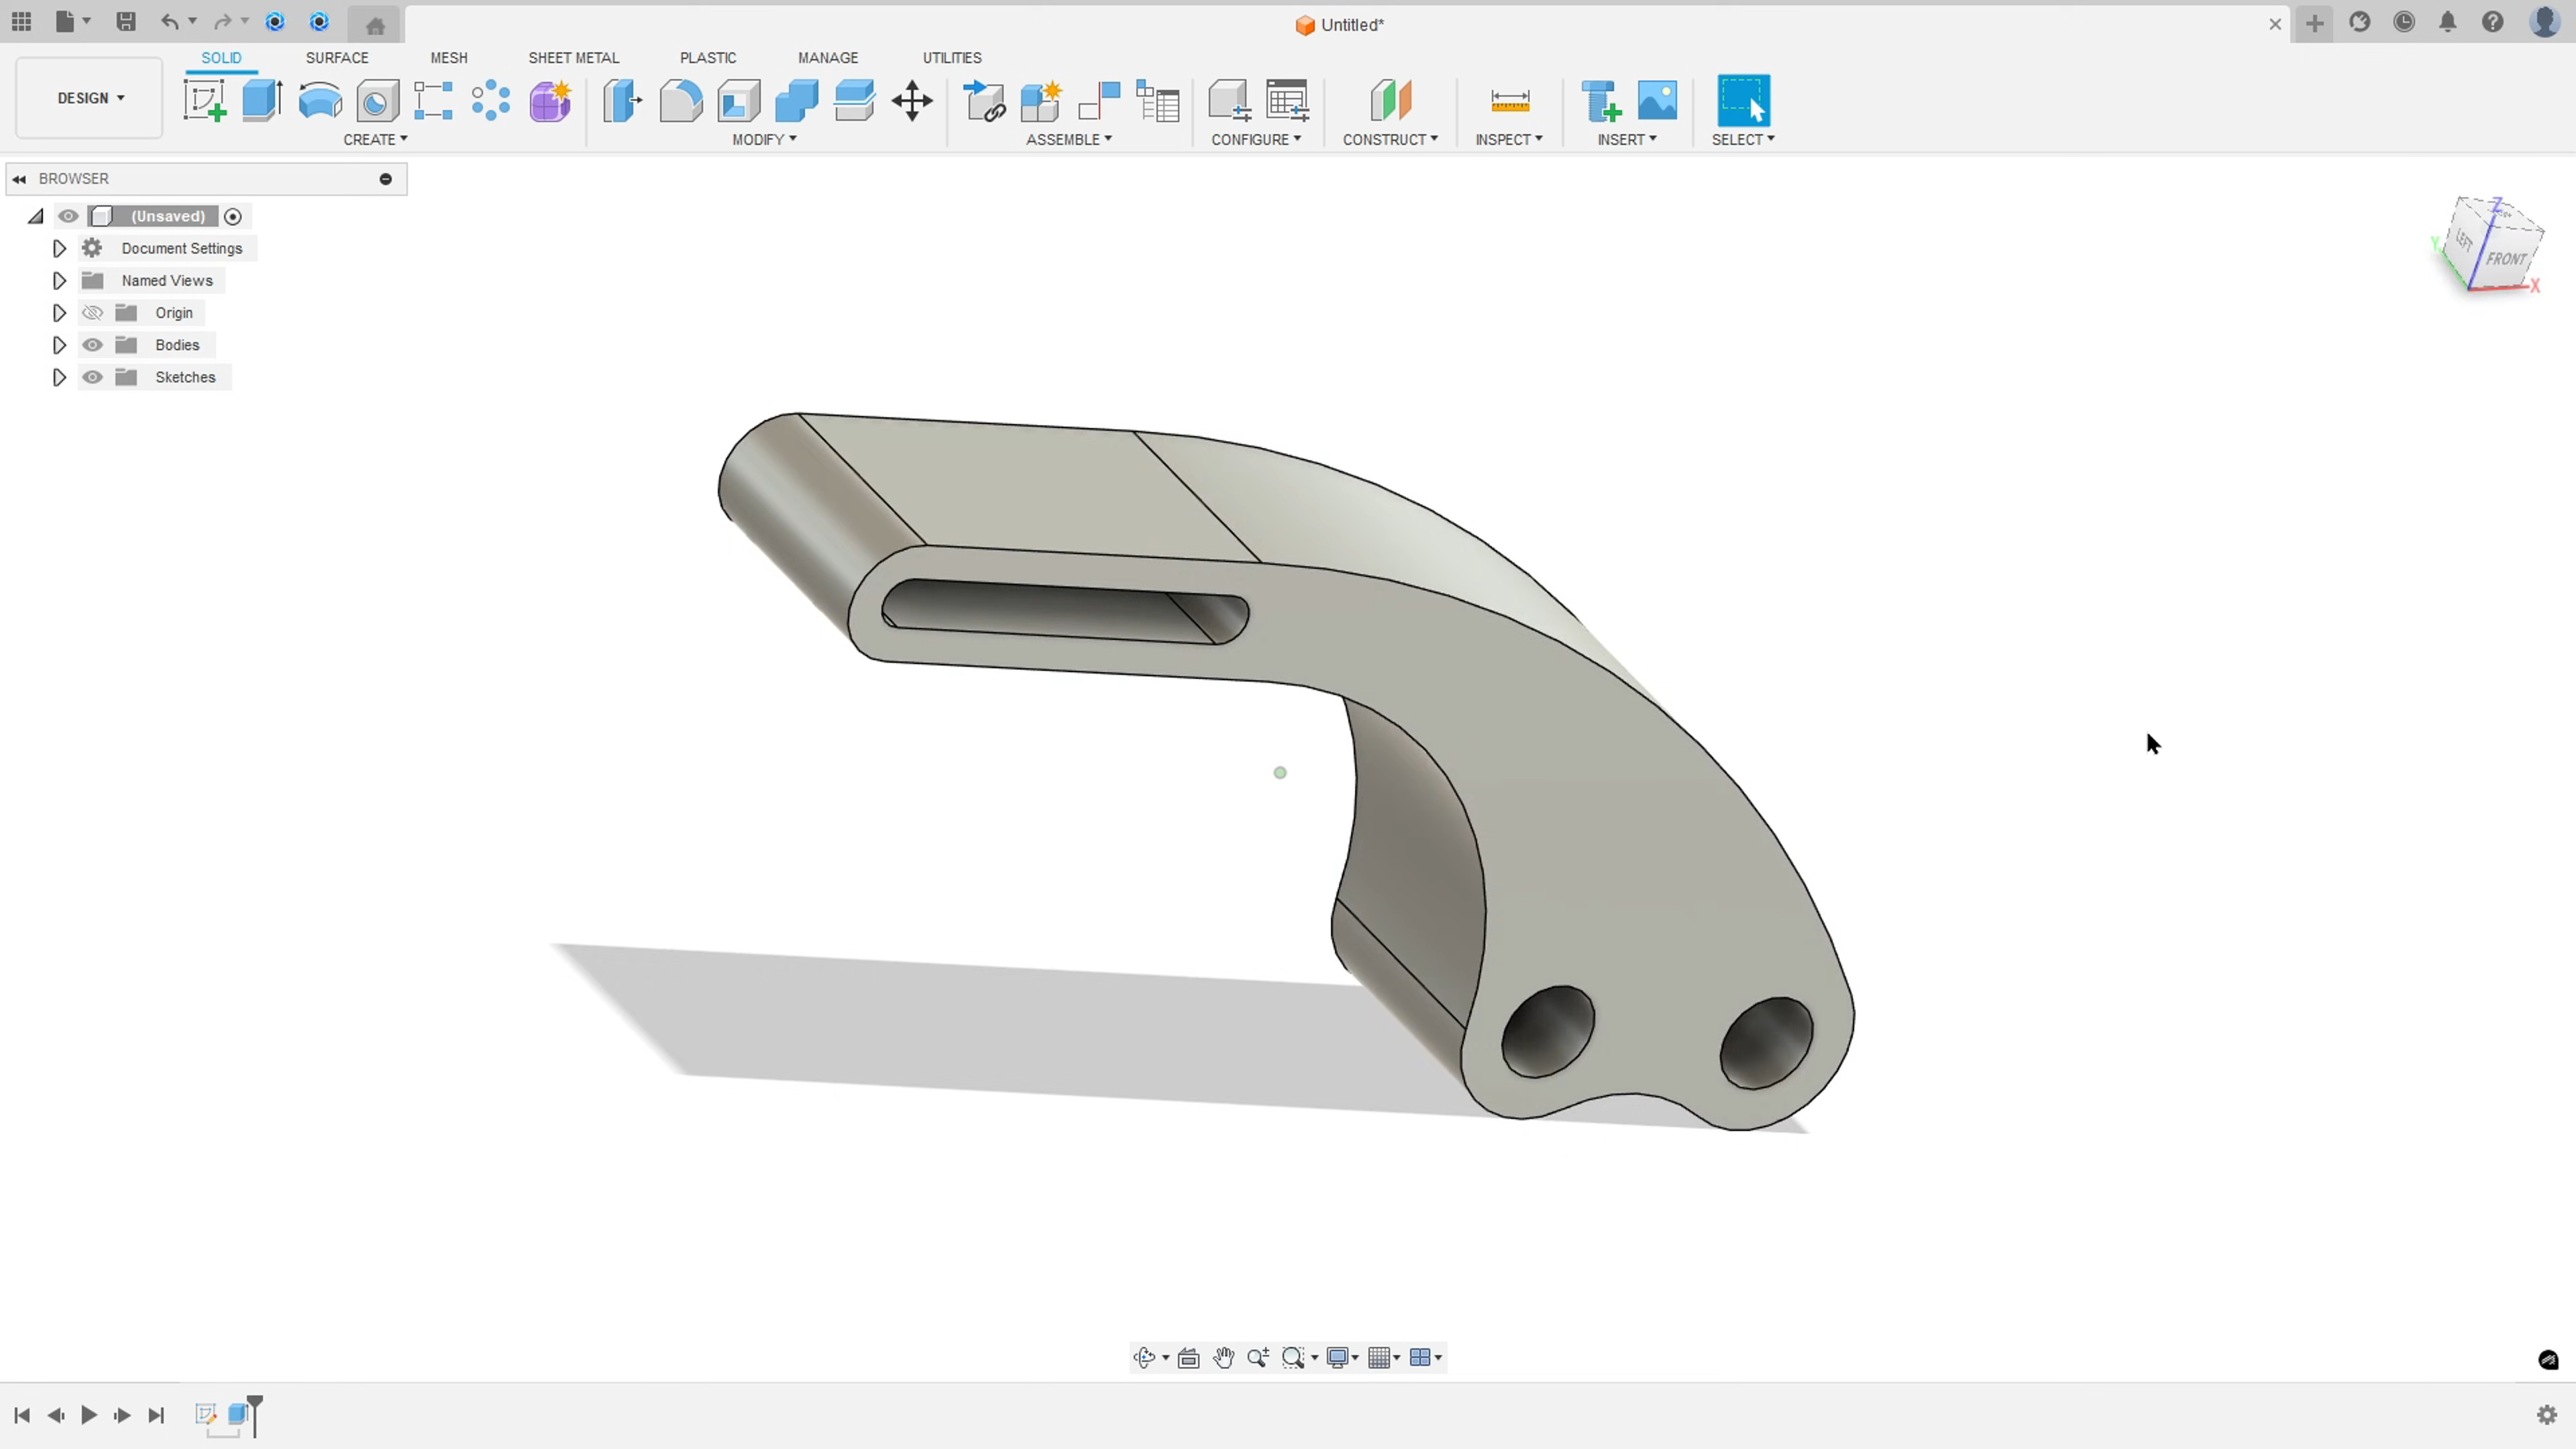 Untitled*
SOLID SURFACE MESH SHEET METAL PLASTIC MANAGE UTILITIES
DESIGN
CREATE MODIFY ASSEMBLE CONFIGURE CONSTRUCT INSPECT INSERT SELECT
BROWSER
(Unsaved)
Document Settings
Named Views
Origin
Bodies
Sketches
Z
LEFT
FRONT
Y
X